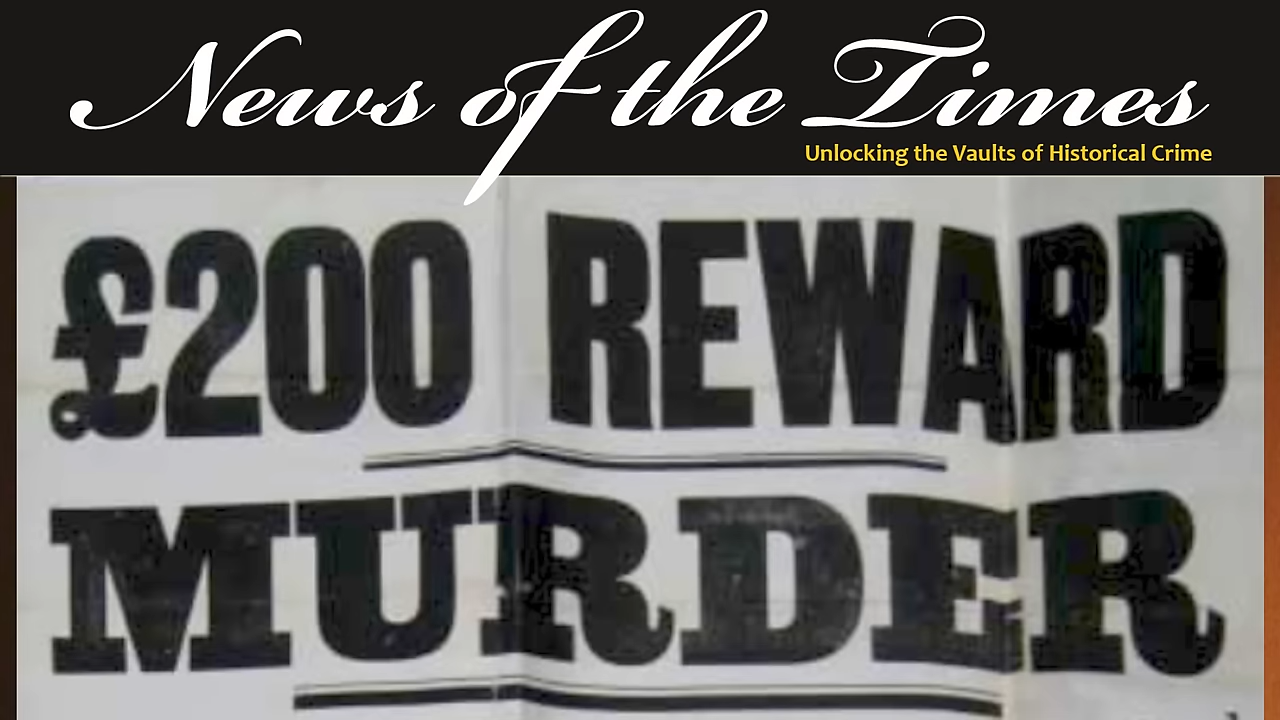 News of the Times
Unlocking the Vaults of Historical Crime
£200 REWARD
MURDER